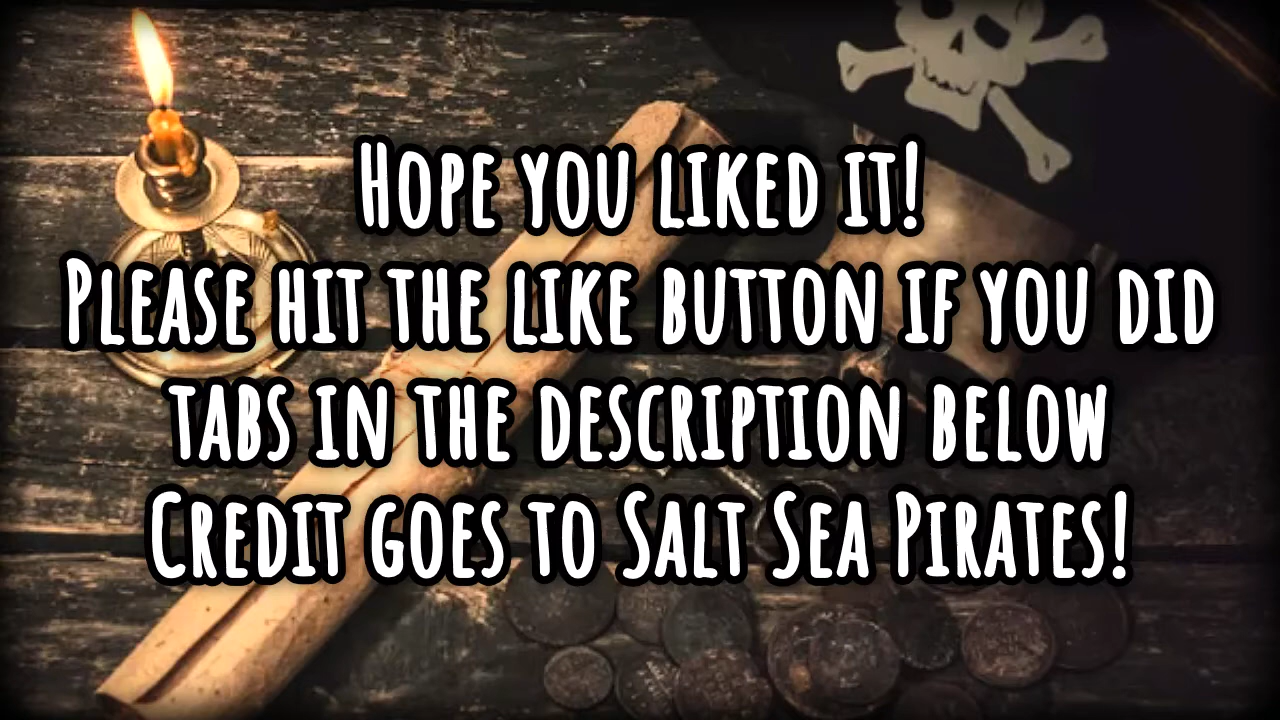 Hope you liked it!
Please hit the like button if you did
tabs in the description below
Credit goes to Salt Sea Pirates!